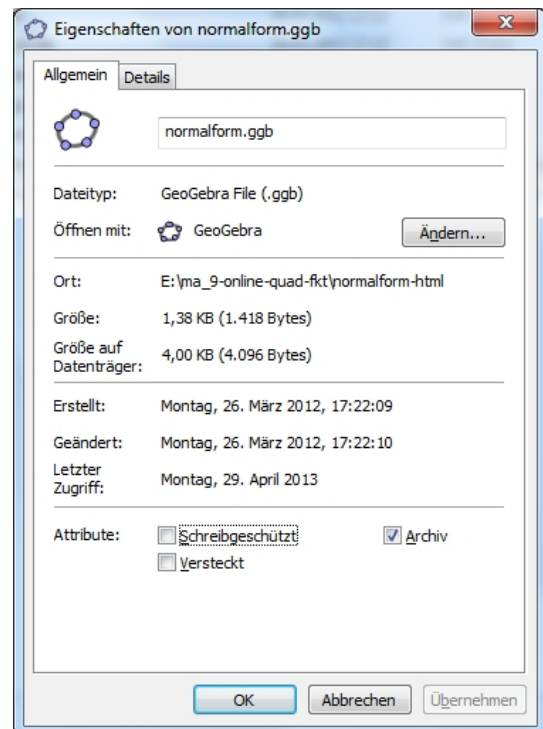 Eigenschaften von normalform.ggb
Allgemein
Details
normalform.ggb
Dateityp: GeoGebra File (.ggb)
Öffnen mit: GeoGebra Ändern...
Ort: E:\ma_9-online-quad-fkt\normalform-html
Größe: 1,38 KB (1.418 Bytes)
Größe auf
Datenträger: 4,00 KB (4.096 Bytes)
Erstellt: Montag, 26. März 2012, 17:22:09
Geändert: Montag, 26. März 2012, 17:22:10
Letzter
Zugriff: Montag, 29. April 2013
Attribute: Schreibgeschützt Archiv
Versteckt
OK Abbrechen Übernehmen